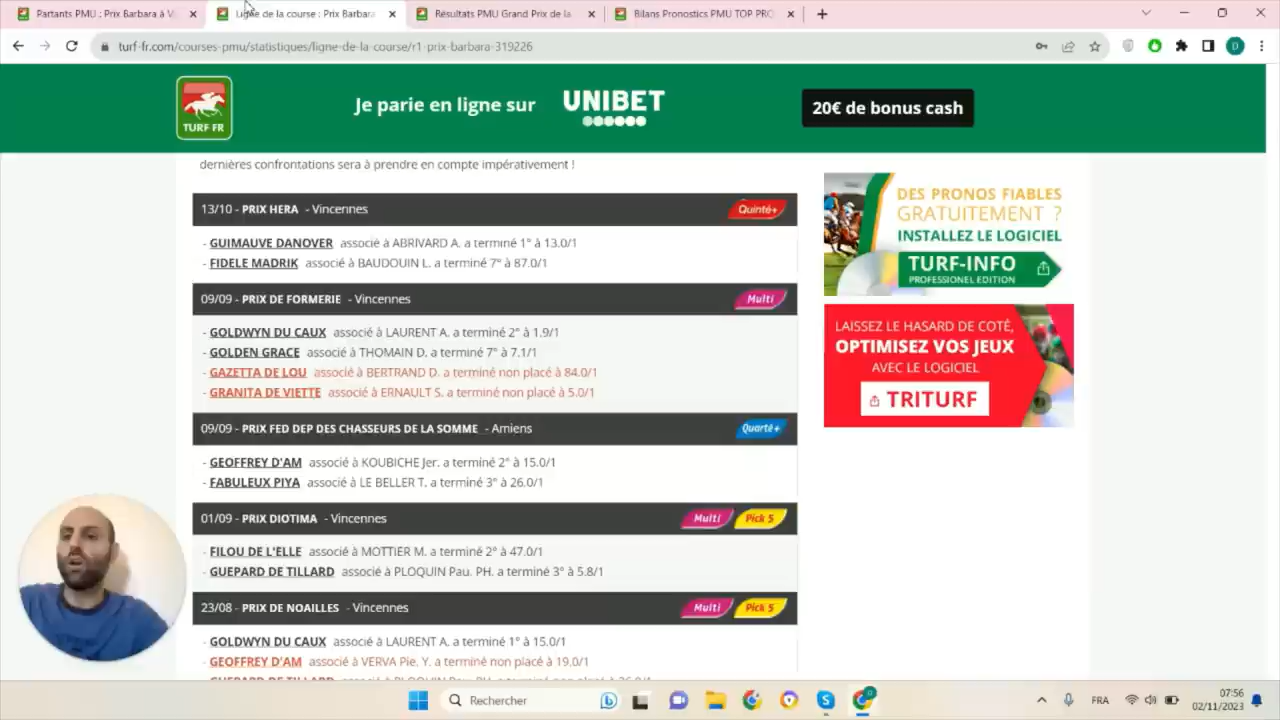 Partants PMU : Prix Barbara à V
Ligne de la course : Prix Barbara
Résultats PMU Grand Prix de la
Bilans Pronostics PMU TOP PRO
turf-fr.com/courses-pmu/statistiques/ligne-de-la-course/r1-prix-barbara-319226
TURF FR
Je parie en ligne sur
UNIBET
20€ de bonus cash
dernières confrontations sera à prendre en compte impérativement !
13/10 - PRIX HERA - Vincennes
Quinté+
- GUIMAUVE DANOVER associé à ABRIVARD A. a terminé 1° à 13.0/1
- FIDELE MADRIK associé à BAUDOUIN L. a terminé 7° à 87.0/1
09/09 - PRIX DE FORMERIE - Vincennes
Multi
- GOLDWYN DU CAUX associé à LAURENT A. a terminé 2° à 1.9/1
- GOLDEN GRACE associé à THOMAIN D. a terminé 7° à 7.1/1
- GAZETTA DE LOU associé à BERTRAND D. a terminé non placé à 84.0/1
- GRANITA DE VIETTE associé à ERNAULT S. a terminé non placé à 5.0/1
09/09 - PRIX FED DEP DES CHASSEURS DE LA SOMME_ - Amiens
Quarté+
- GEOFFREY D'AM associé à KOUBICHE Jer. a terminé 2° à 15.0/1
- FABULEUX PIYA associé à LE BELLER T. a terminé 3° à 26.0/1
01/09 - PRIX DIOTIMA - Vincennes
Multi Pick 5
- FILOU DE L'ELLE associé à MOTTIER M. a terminé 2° à 47.0/1
- GUEPARD DE TILLARD associé à PLOQUIN Pau. PH. a terminé 3° à 5.8/1
23/08 - PRIX DE NOAILLES - Vincennes
Multi Pick 5
- GOLDWYN DU CAUX associé à LAURENT A. a terminé 1° à 15.0/1
- GEOFFREY D'AM associé à VERVA Pie. Y. a terminé non placé à 19.0/1
DES PRONOS FIABLES
GRATUITEMENT ?
INSTALLEZ LE LOGICIEL
TURF-INFO
PROFESSIONEL EDITION
LAISSEZ LE HASARD DE COTÉ,
OPTIMISEZ VOS JEUX
AVEC LE LOGICIEL
TRITURF
Rechercher
FRA
07:56
02/11/2023